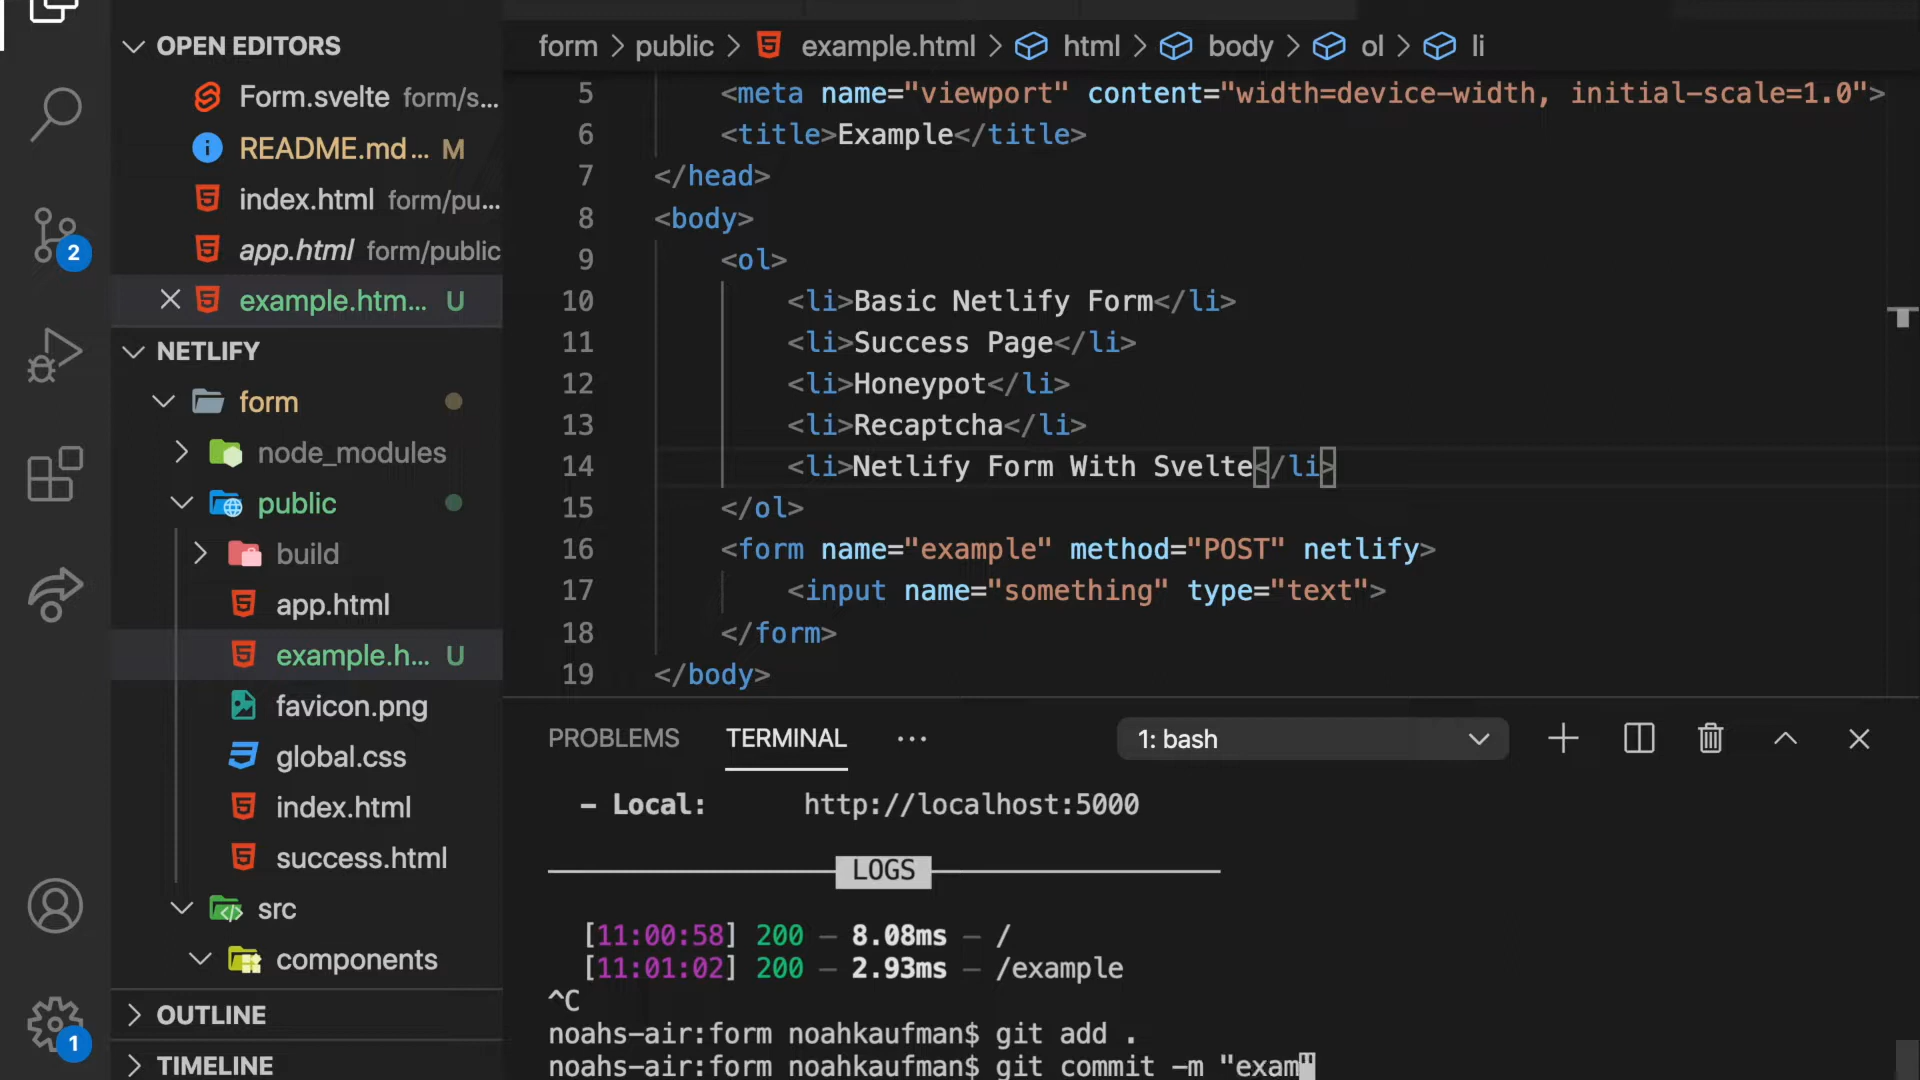 OPEN EDITORS
Form.svelte form/s...
README.md ... M
index.html form/pu...
app.html form/public
example.htm... U
NETLIFY
form
node_modules
public
build
app.html
example.h... U
favicon.png
global.css
index.html
success.html
src
components
OUTLINE
TIMELINE
2
1
form > public > example.html > html > body > ol > li
5 <meta name="viewport" content="width=device-width, initial-scale=1.0">
6 <title>Example</title>
7 </head>
8 <body>
9 <ol>
10 <li>Basic Netlify Form</li>
11 <li>Success Page</li>
12 <li>Honeypot</li>
13 <li>Recaptcha</li>
14 <li>Netlify Form With Svelte</li>
15 </ol>
16 <form name="example" method="POST" netlify>
17 <input name="something" type="text">
18 </form>
19 </body>
PROBLEMS TERMINAL ... 1: bash
– Local: http://localhost:5000
LOGS
[11:00:58] 200 — 8.08ms — /
[11:01:02] 200 — 2.93ms — /example
^C
noahs-air:form noahkaufman$ git add .
noahs-air:form noahkaufman$ git commit -m "exam"